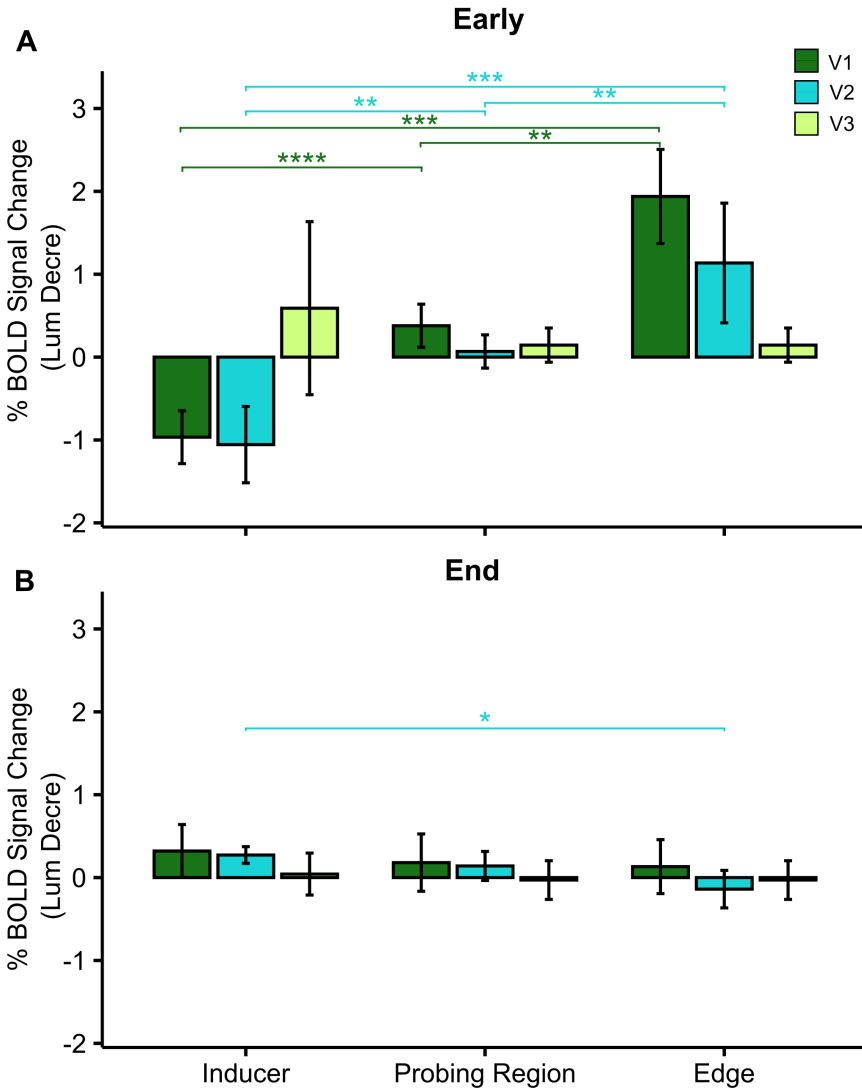 Early
A
V1
V2
V3
% BOLD Signal Change
(Lum Decre)
3
2
1
0
-1
-2
***
**
**
***
**
****
End
B
% BOLD Signal Change
(Lum Decre)
3
2
1
0
-1
-2
*
Inducer
Probing Region
Edge